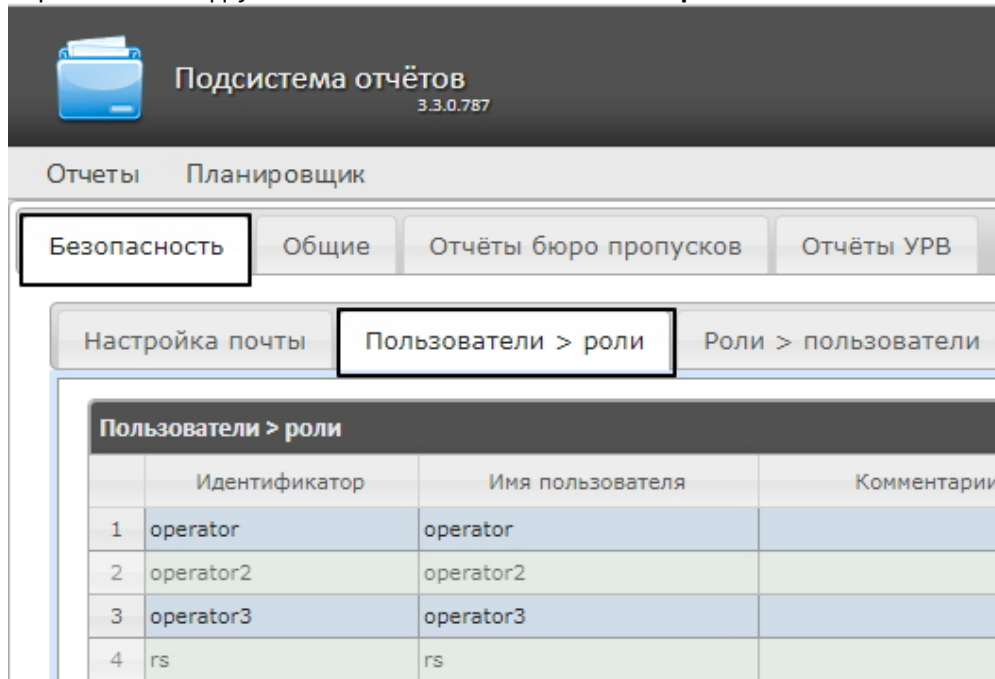 Подсистема отчётов
3.3.0.787
Отчеты Планировщик
Безопасность Общие Отчёты бюро пропусков Отчёты УРВ
Настройка почты Пользователи > роли Роли > пользователи
Пользователи > роли
Идентификатор Имя пользователя Комментарии
1 operator operator
2 operator2 operator2
3 operator3 operator3
4 rs rs